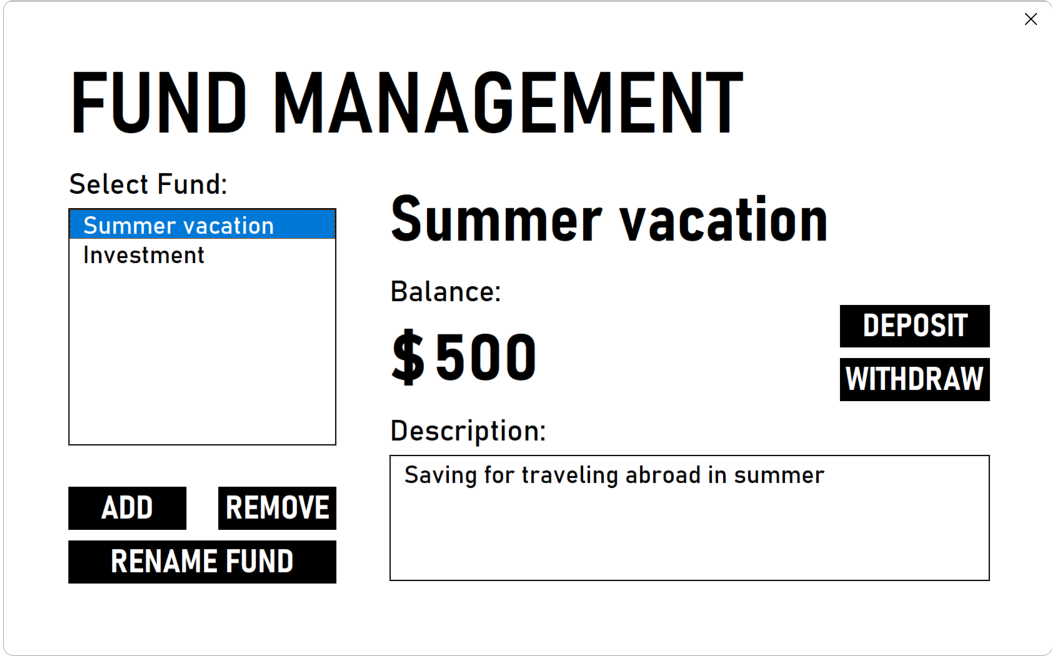 FUND MANAGEMENT
Select Fund:
Summer vacation
Investment
ADD
REMOVE
RENAME FUND
Summer vacation
Balance:
$500
DEPOSIT
WITHDRAW
Description:
Saving for traveling abroad in summer